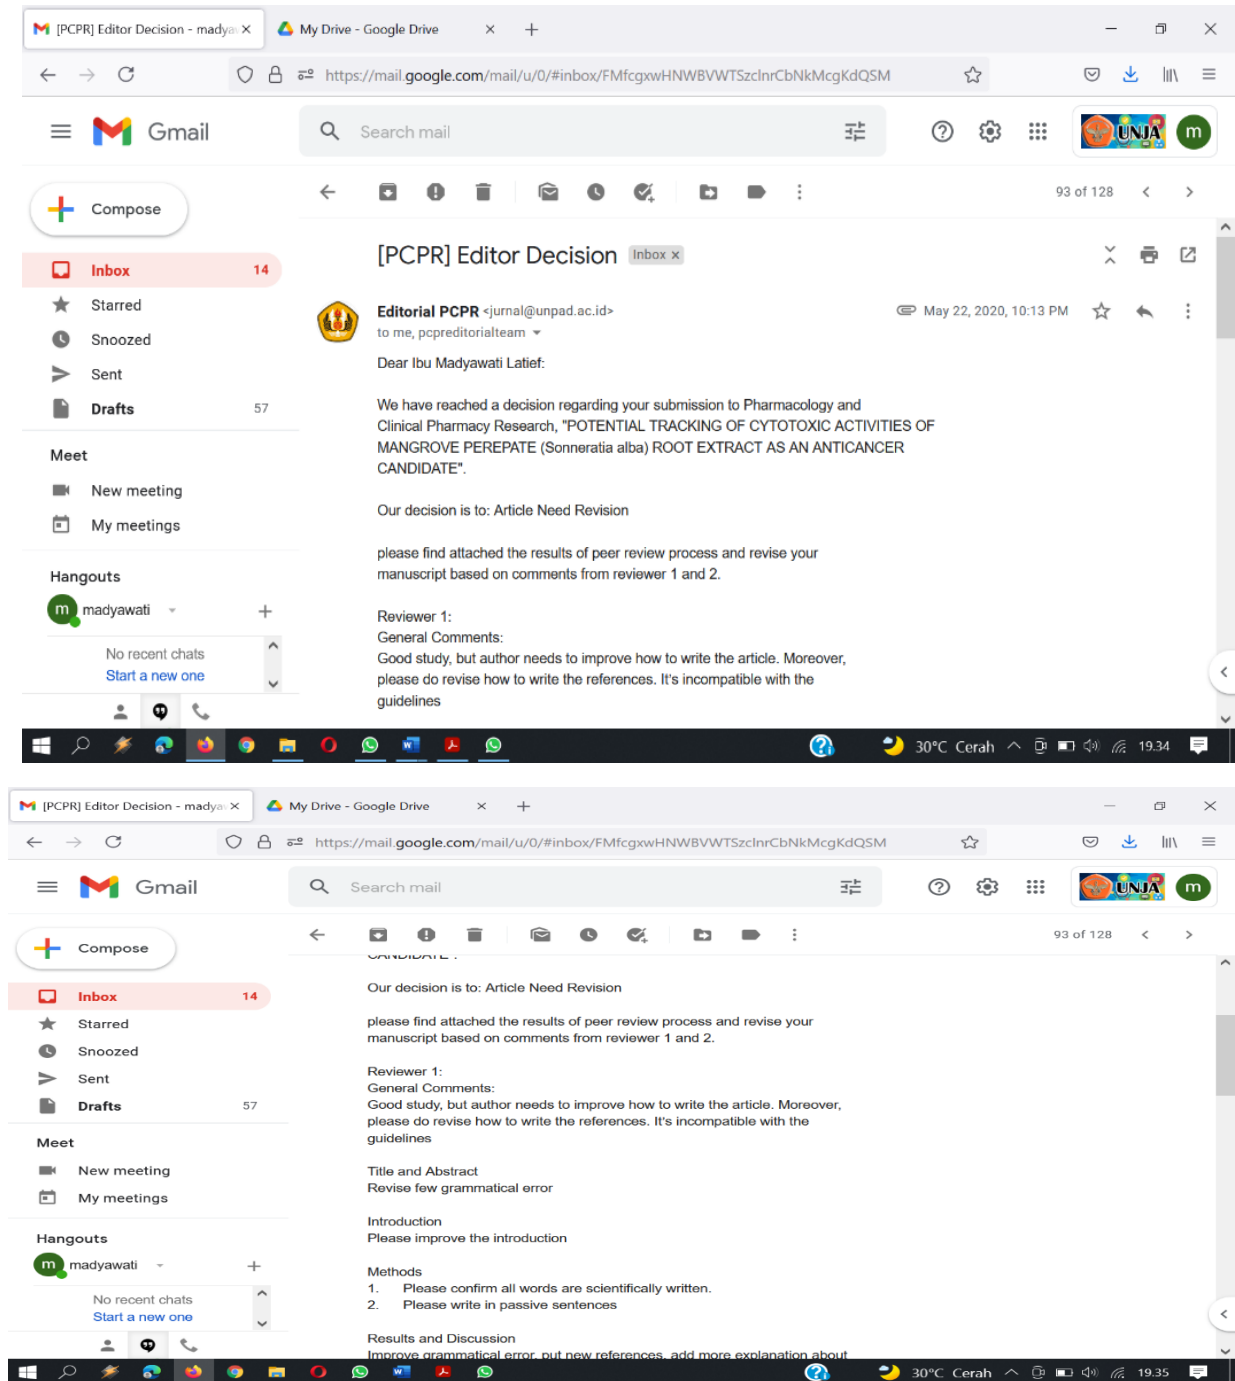 [PCPR] Editor Decision - madya
My Drive - Google Drive
https://mail.google.com/mail/u/0/#inbox/FMfcgxwHNWBVWTSzclnrCbNkMcgKdQSM
Gmail
Search mail
UNJA
m
Compose
93 of 128
[PCPR] Editor Decision Inbox x
Inbox 14
Starred
Snoozed
Sent
Drafts 57
Editorial PCPR <jurnal@unpad.ac.id>
May 22, 2020, 10:13 PM
to me, pcpreditorialteam
Dear Ibu Madyawati Latief:
We have reached a decision regarding your submission to Pharmacology and
Clinical Pharmacy Research, "POTENTIAL TRACKING OF CYTOTOXIC ACTIVITIES OF
MANGROVE PEREPATE (Sonneratia alba) ROOT EXTRACT AS AN ANTICANCER
CANDIDATE".
Our decision is to: Article Need Revision
please find attached the results of peer review process and revise your
manuscript based on comments from reviewer 1 and 2.
Reviewer 1:
General Comments:
Good study, but author needs to improve how to write the article. Moreover,
please do revise how to write the references. It's incompatible with the
guidelines
Meet
New meeting
My meetings
Hangouts
m madyawati
No recent chats
Start a new one
30°C Cerah 19.34
[PCPR] Editor Decision - madya
My Drive - Google Drive
https://mail.google.com/mail/u/0/#inbox/FMfcgxwHNWBVWTSzclnrCbNkMcgKdQSM
Gmail
Search mail
UNJA
m
Compose
93 of 128
Inbox 14
Starred
Snoozed
Sent
Drafts 57
Meet
New meeting
My meetings
Hangouts
m madyawati
No recent chats
Start a new one
CANDIDATE".
Our decision is to: Article Need Revision
please find attached the results of peer review process and revise your
manuscript based on comments from reviewer 1 and 2.
Reviewer 1:
General Comments:
Good study, but author needs to improve how to write the article. Moreover,
please do revise how to write the references. It's incompatible with the
guidelines
Title and Abstract
Revise few grammatical error
Introduction
Please improve the introduction
Methods
1. Please confirm all words are scientifically written.
2. Please write in passive sentences
Results and Discussion
Improve grammatical error, put new references, add more explanation about
30°C Cerah 19.35